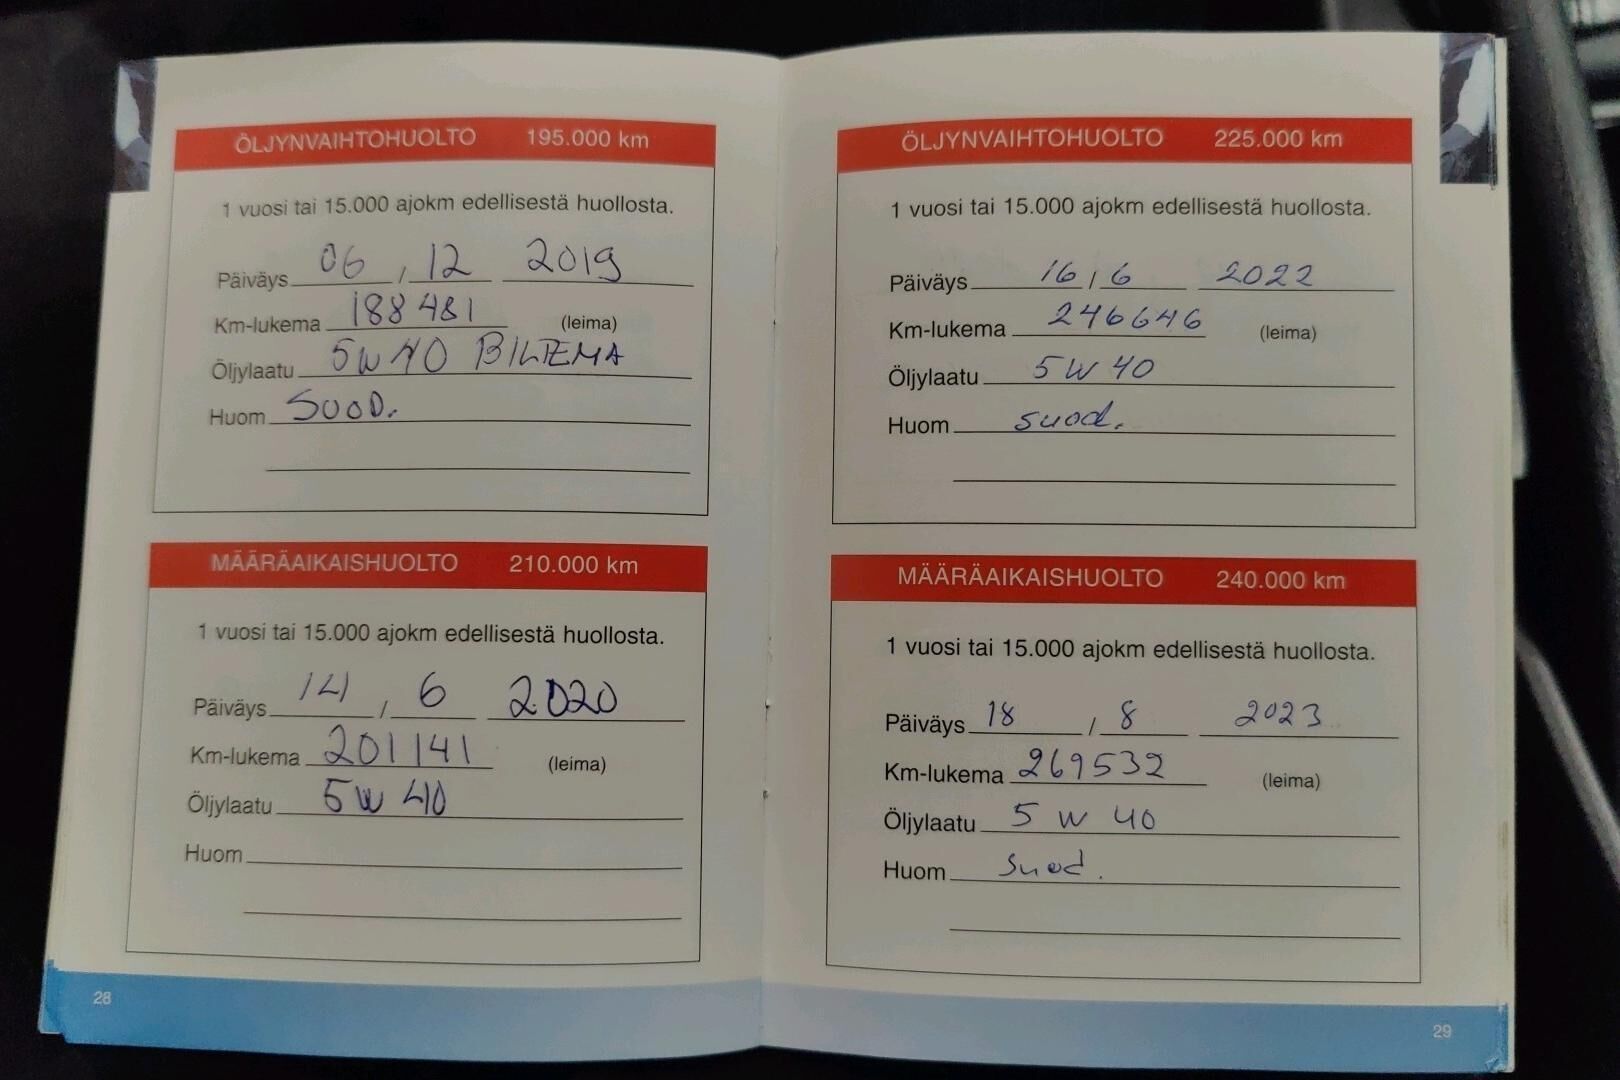 ÖLJYNVAIHTOHUOLTO 195.000 km
1 vuosi tai 15.000 ajokm edellisestä huollosta.
Päiväys 06 / 12 2019
Km-lukema 188481 (leima)
Öljylaatu 5W40 BILTEMA
Huom SUOD.
MÄÄRÄAIKAISHUOLTO 210.000 km
1 vuosi tai 15.000 ajokm edellisestä huollosta.
Päiväys 14 / 6 2020
Km-lukema 201141 (leima)
Öljylaatu 5W40
Huom
28
ÖLJYNVAIHTOHUOLTO 225.000 km
1 vuosi tai 15.000 ajokm edellisestä huollosta.
Päiväys 16 / 6 2022
Km-lukema 246646 (leima)
Öljylaatu 5W40
Huom suod.
MÄÄRÄAIKAISHUOLTO 240.000 km
1 vuosi tai 15.000 ajokm edellisestä huollosta.
Päiväys 18 / 8 2023
Km-lukema 269532 (leima)
Öljylaatu 5 W 40
Huom Suod.
29